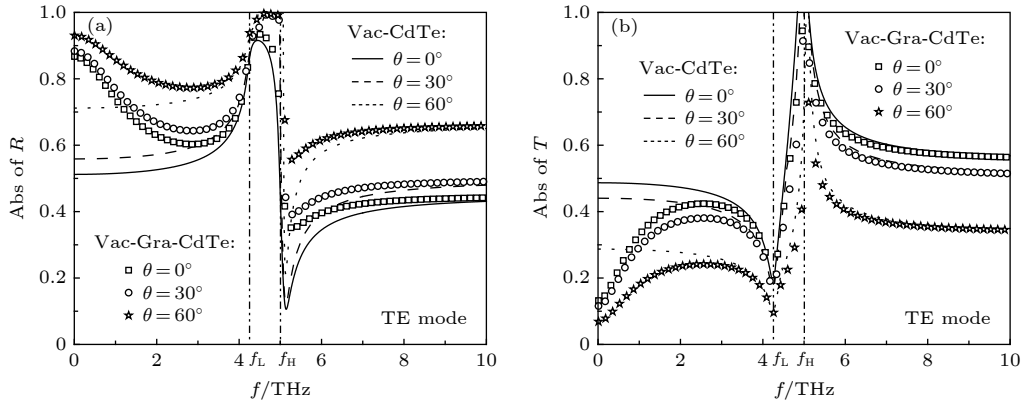 (a)
Vac-CdTe:
θ = 0°
θ = 30°
θ = 60°
Vac-Gra-CdTe:
θ = 0°
θ = 30°
θ = 60°
TE mode
Abs of R
1.0
0.8
0.6
0.4
0.2
0
0 2 4 fL fH 6 8 10
f/THz
(b)
Vac-Gra-CdTe:
θ = 0°
θ = 30°
θ = 60°
Vac-CdTe:
θ = 0°
θ = 30°
θ = 60°
TE mode
Abs of T
1.0
0.8
0.6
0.4
0.2
0
0 2 4 fL fH 6 8 10
f/THz